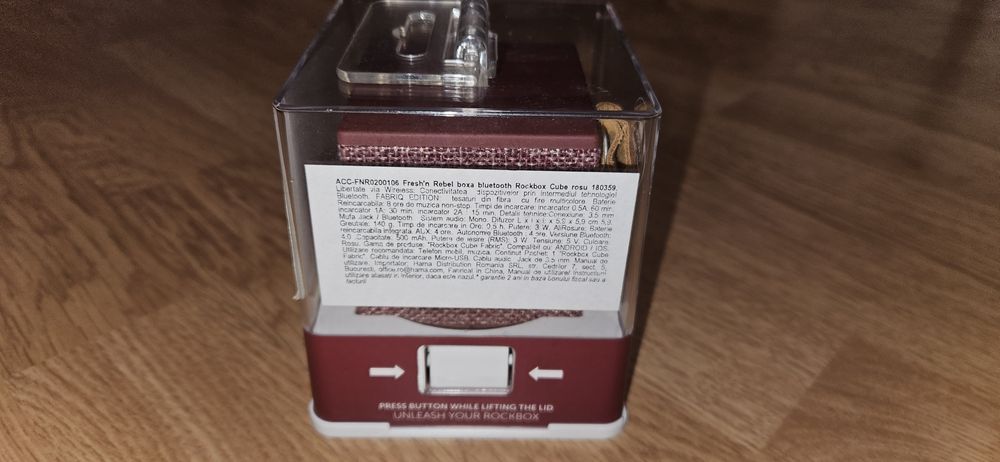 ACC-FNR0200106 Fresh'n Rebel boxa bluetooth Rockbox Cube rosu 180359
Libertate via Wireless: Conectivitatea dispozitivelor prin intermediul tehnologiei
Bluetooth. FABRIQ EDITION: tesaturi din fibra cu fire multicolore. Baterie
Reincarcabila: 8 ore do muzica non-stop. Timpi de incarcare: incarcator 0.5A: 60 min.
incarcator 1A: 30 min. incarcator 2A : 15 min. Detalii tehnice:Conexiune: 3.5 mm
Mufa Jack / Bluetooth. Sistem audio: Mono. Difuzor L x l x I: x 5,9 x 5,9 cm 5,9
Greutate: 140 g. Timp de incarcare in Ore: 0.5 h. Putere: 3 W. AliRosure: Baterie
reincarcabila integrata. AUX: 4 ore. Autonomie Bluetooth: 4 ore. Versiune Bluetooth:
4.0. Capacitate: 500 mAh. Putere de iesire (RMS): 3 W. Tensiune: 5 V. Culoare
Rosu. Gama de produse: "Rockbox Cube Fabric". Compatibil cu: ANDROID / IOS.
Utilizare recomandata: Telefon mobil, muzica. Continut Pachet: 1 "Rockbox Cube
Fabric". Cablu de incarcare Micro-USB. Cablu audio Jack de 3.5 mm. Manual de
utilizare. Importator: Hama Distribution Romania SRL, str. Cedrilor 7, sect. 5,
Bucuresti, office.ro@hama.com, Fabricat in China, Manual de utilizare/ Instructiuni
utilizare atasati in interior, daca este cazul.* garantie 2 ani in baza bonului fiscal sau a
facturii
PRESS BUTTON WHILE LIFTING THE LID
UNLEASH YOUR ROCKBOX